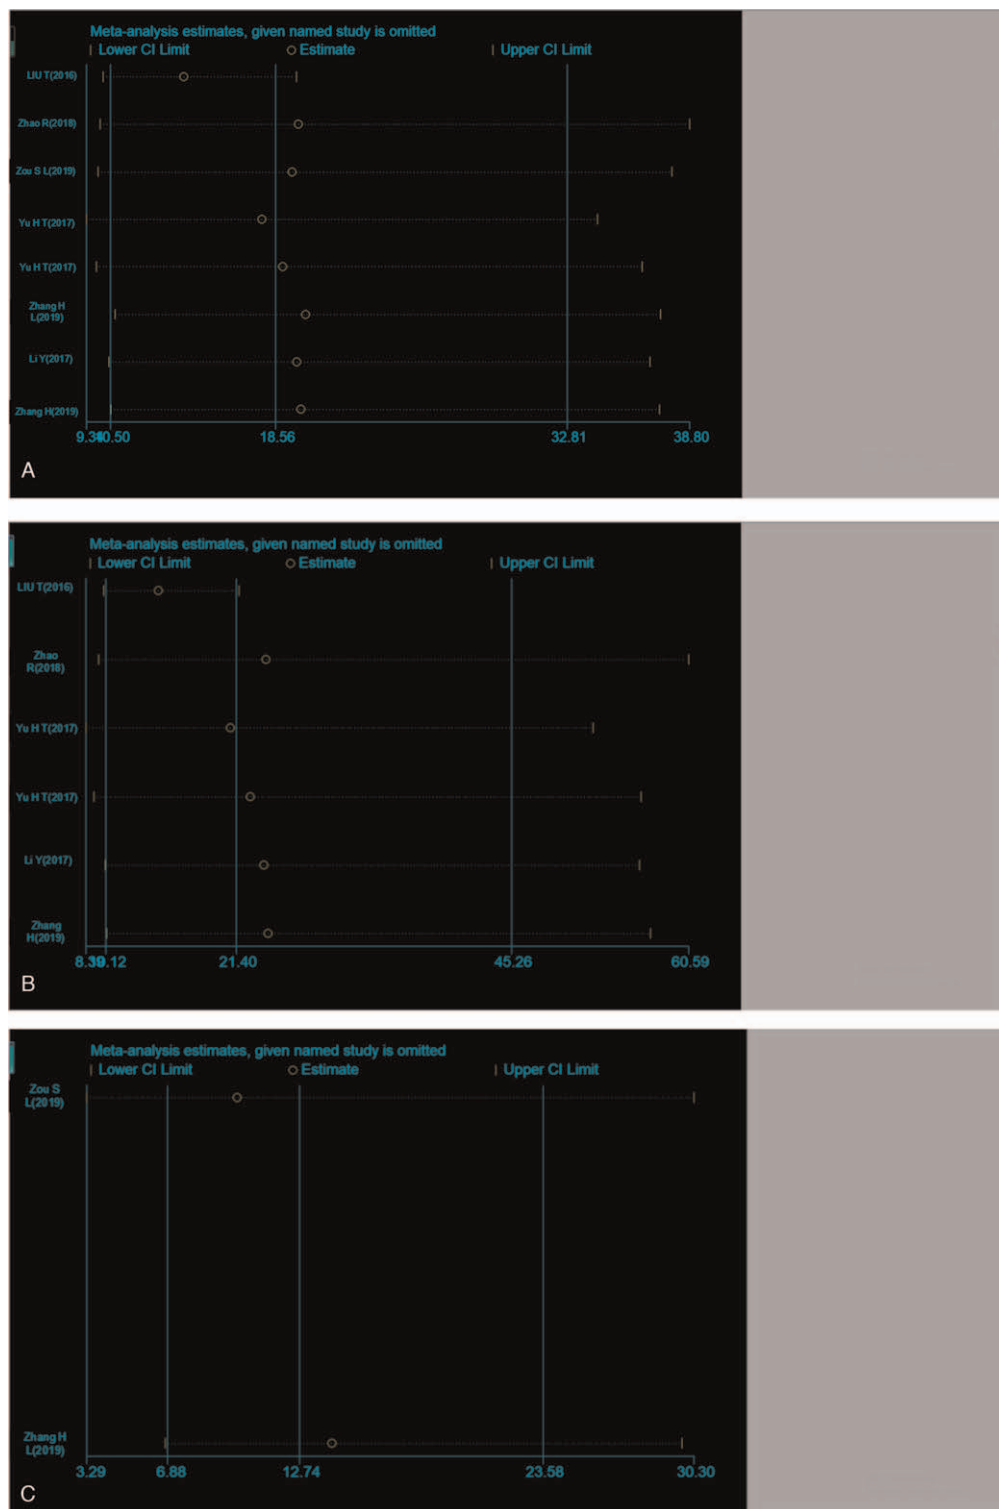 Meta-analysis estimates, given named study is omitted
| Lower CI Limit ○ Estimate | Upper CI Limit
LIU T(2016)
Zhao R(2018)
Zou S L(2019)
Yu H T(2017)
Yu H T(2017)
Zhang H
L(2019)
Li Y(2017)
Zhang H(2019)
10.50 18.56 32.81 38.80
A
Meta-analysis estimates, given named study is omitted
| Lower CI Limit ○ Estimate | Upper CI Limit
LIU T(2016)
Zhao
R(2018)
Yu H T(2017)
Yu H T(2017)
Li Y(2017)
Zhang
H(2019)
9.12 21.40 45.26 60.59
B
Meta-analysis estimates, given named study is omitted
| Lower CI Limit ○ Estimate | Upper CI Limit
Zou S
L(2019)
Zhang H
L(2019)
3.29 6.88 12.74 23.58 30.30
C